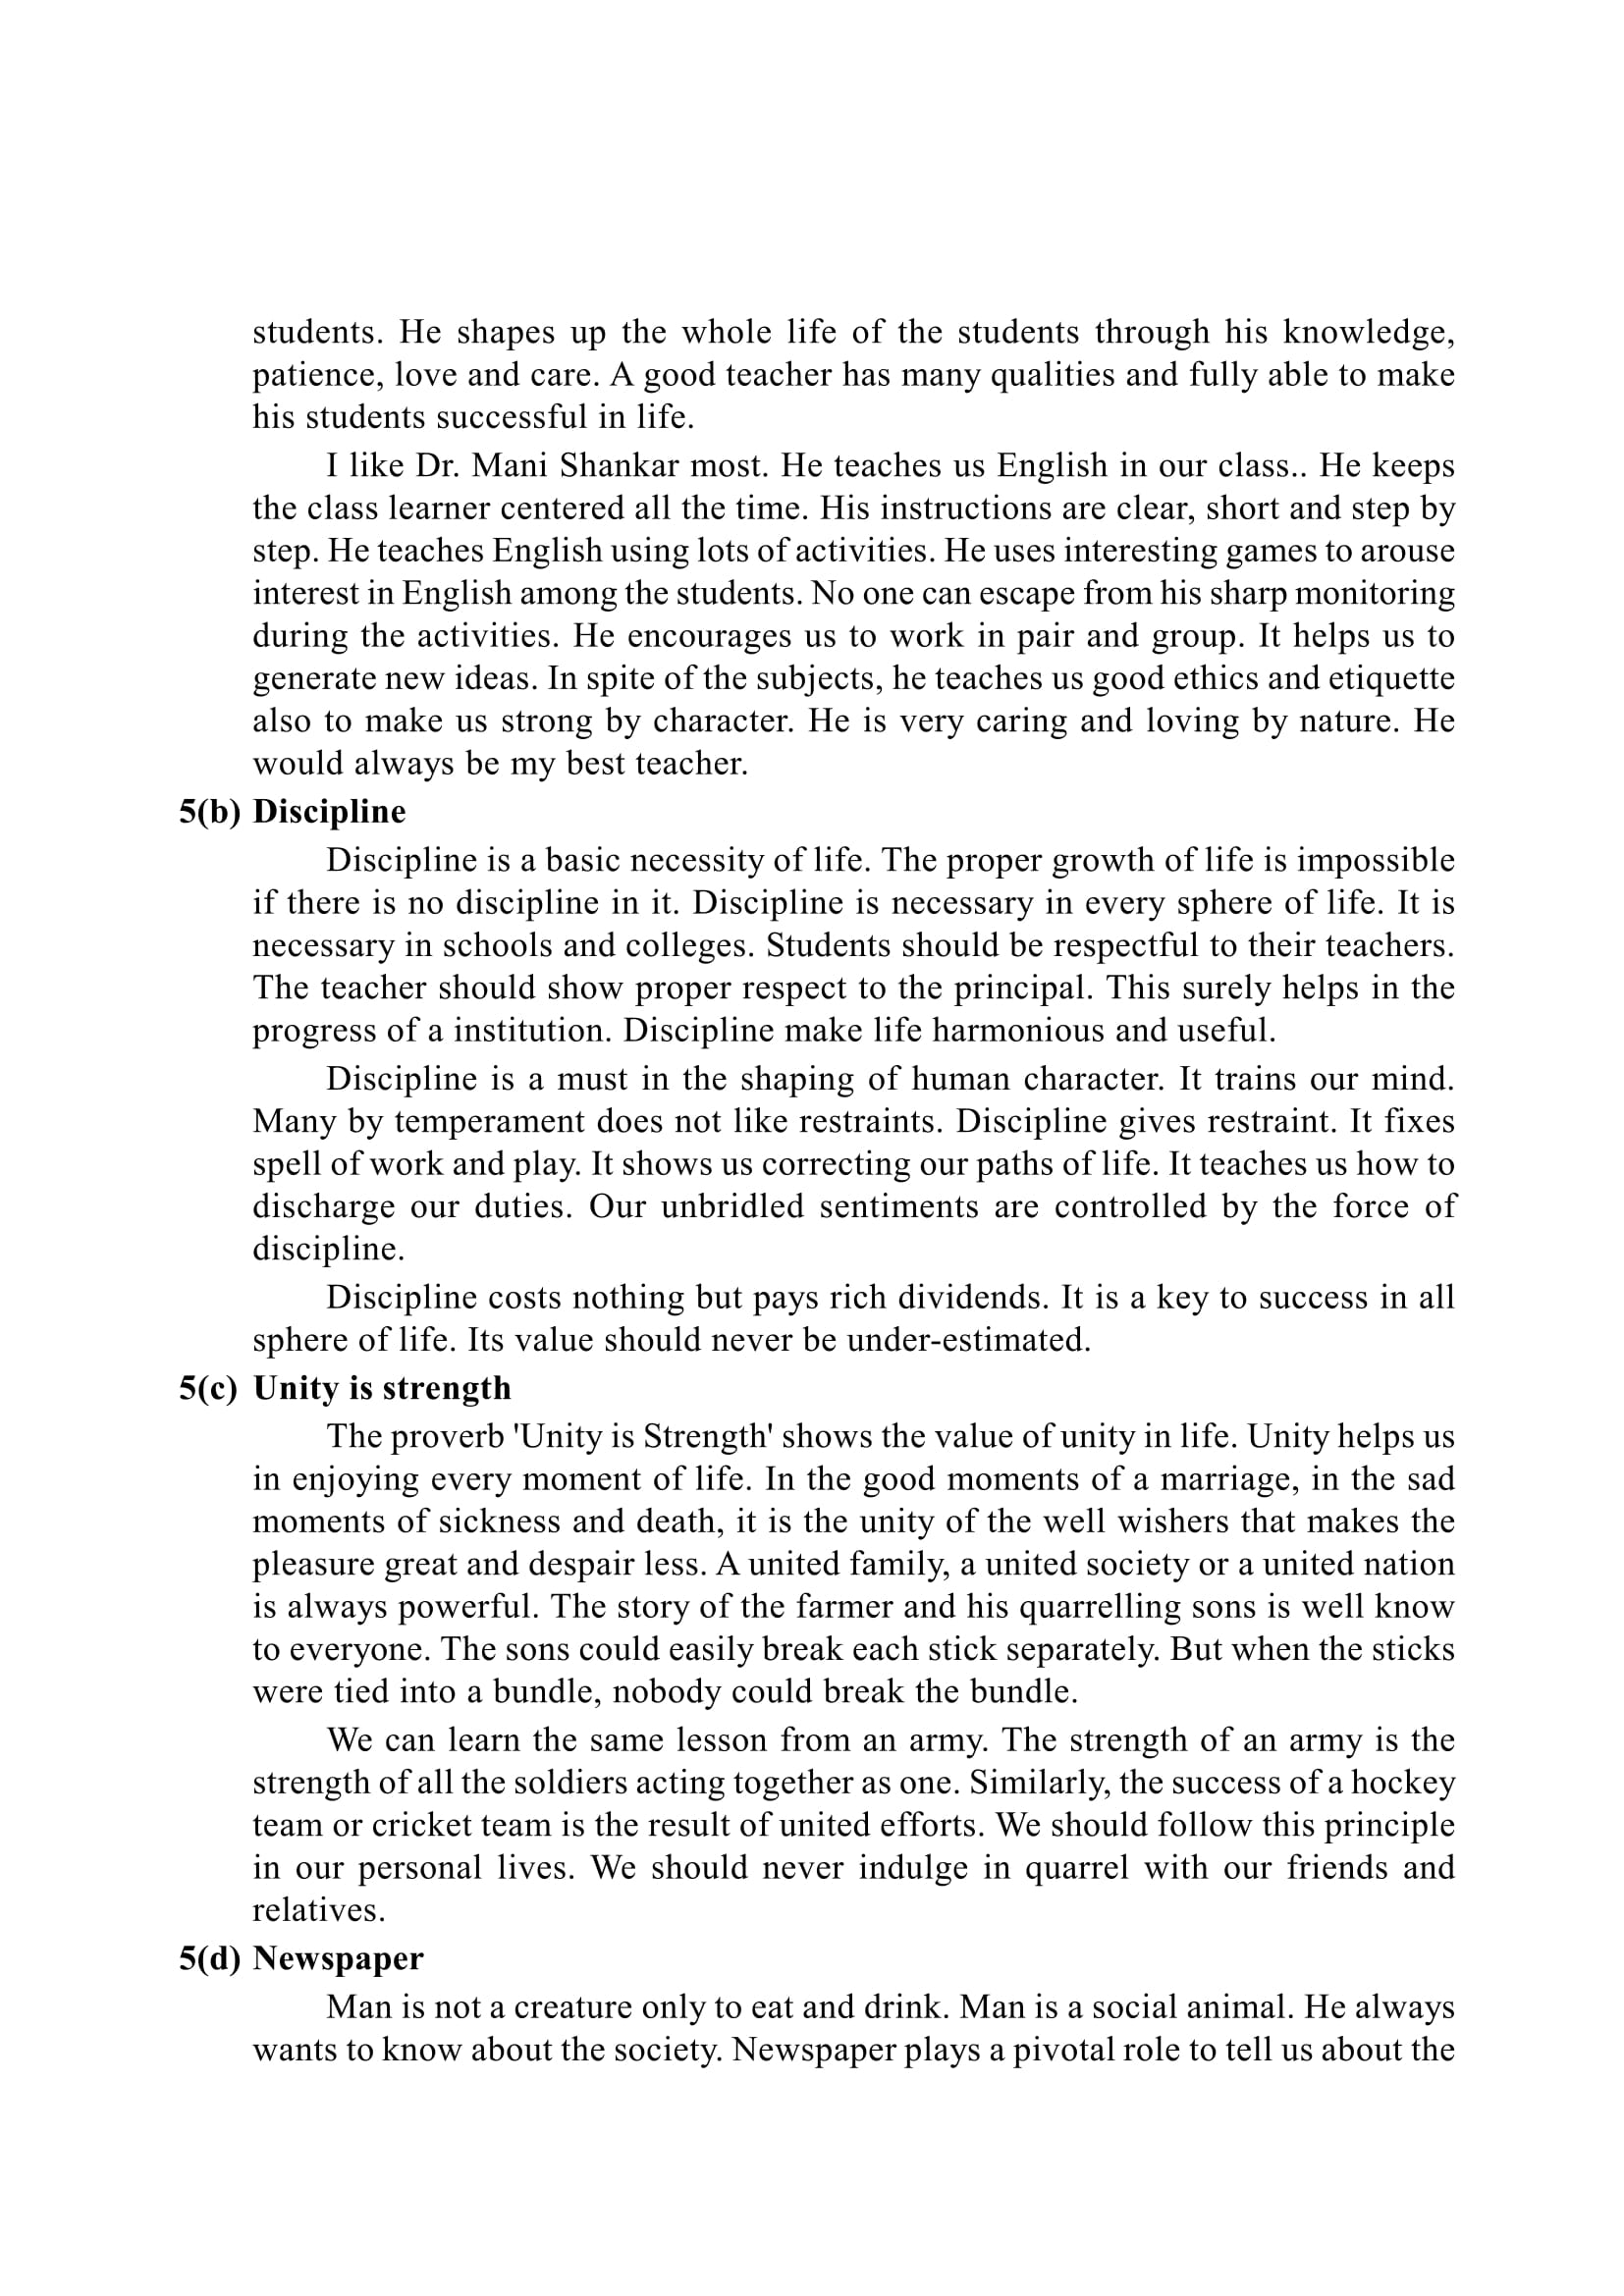 students. He shapes up the whole life of the students through his knowledge,
patience, love and care. A good teacher has many qualities and fully able to make
his students successful in life.
I like Dr. Mani Shankar most. He teaches us English in our class.. He keeps
the class learner centered all the time. His instructions are clear, short and step by
step. He teaches English using lots of activities. He uses interesting games to arouse
interest in English among the students. No one can escape from his sharp monitoring
during the activities. He encourages us to work in pair and group. It helps us to
generate new ideas. In spite of the subjects, he teaches us good ethics and etiquette
also to make us strong by character. He is very caring and loving by nature. He
would always be my best teacher.
5(b) Discipline
Discipline is a basic necessity of life. The proper growth of life is impossible
if there is no discipline in it. Discipline is necessary in every sphere of life. It is
necessary in schools and colleges. Students should be respectful to their teachers.
The teacher should show proper respect to the principal. This surely helps in the
progress of a institution. Discipline make life harmonious and useful.
Discipline is a must in the shaping of human character. It trains our mind.
Many by temperament does not like restraints. Discipline gives restraint. It fixes
spell of work and play. It shows us correcting our paths of life. It teaches us how to
discharge our duties. Our unbridled sentiments are controlled by the force of
discipline.
Discipline costs nothing but pays rich dividends. It is a key to success in all
sphere of life. Its value should never be under-estimated.
5(c) Unity is strength
The proverb 'Unity is Strength' shows the value of unity in life. Unity helps us
in enjoying every moment of life. In the good moments of a marriage, in the sad
moments of sickness and death, it is the unity of the well wishers that makes the
pleasure great and despair less. A united family, a united society or a united nation
is always powerful. The story of the farmer and his quarrelling sons is well know
to everyone. The sons could easily break each stick separately. But when the sticks
were tied into a bundle, nobody could break the bundle.
We can learn the same lesson from an army. The strength of an army is the
strength of all the soldiers acting together as one. Similarly, the success of a hockey
team or cricket team is the result of united efforts. We should follow this principle
in our personal lives. We should never indulge in quarrel with our friends and
relatives.
5(d) Newspaper
Man is not a creature only to eat and drink. Man is a social animal. He always
wants to know about the society. Newspaper plays a pivotal role to tell us about the